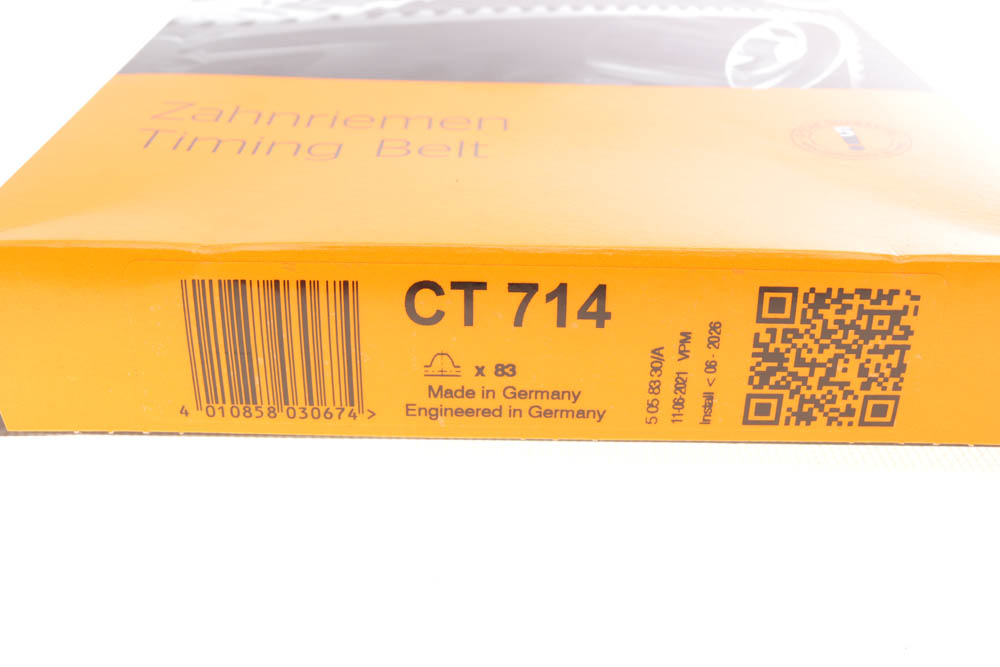 Zahnriemen
Timing Belt
CT 714
x 83
Made in Germany
Engineered in Germany
4 010858 030674 >
5 05 83 30/A
11-06-2021 VPM
Install < 06 - 2026